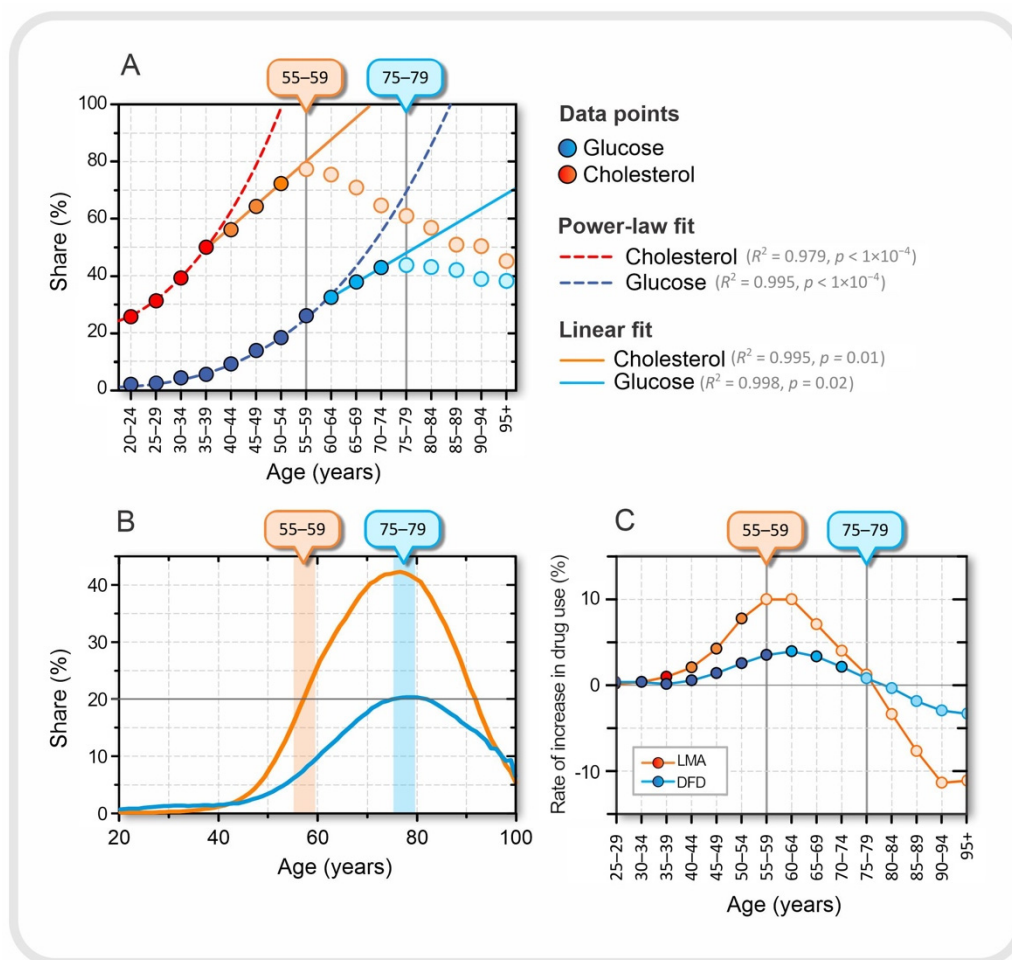 A
55–59
75–79
100
80
60
40
20
0
Share (%)
20–24
25–29
30–34
35–39
40–44
45–49
50–54
55–59
60–64
65–69
70–74
75–79
80–84
85–89
90–94
95+
Age (years)
Data points
Glucose
Cholesterol
Power-law fit
Cholesterol (R² = 0.979, p < 1×10⁻⁴)
Glucose (R² = 0.995, p < 1×10⁻⁴)
Linear fit
Cholesterol (R² = 0.995, p = 0.01)
Glucose (R² = 0.998, p = 0.02)
B
55–59
75–79
40
30
20
10
0
Share (%)
20
40
60
80
100
Age (years)
C
55–59
75–79
10
0
-10
Rate of increase in drug use (%)
LMA
DFD
25–29
30–34
35–39
40–44
45–49
50–54
55–59
60–64
65–69
70–74
75–79
80–84
85–89
90–94
95+
Age (years)